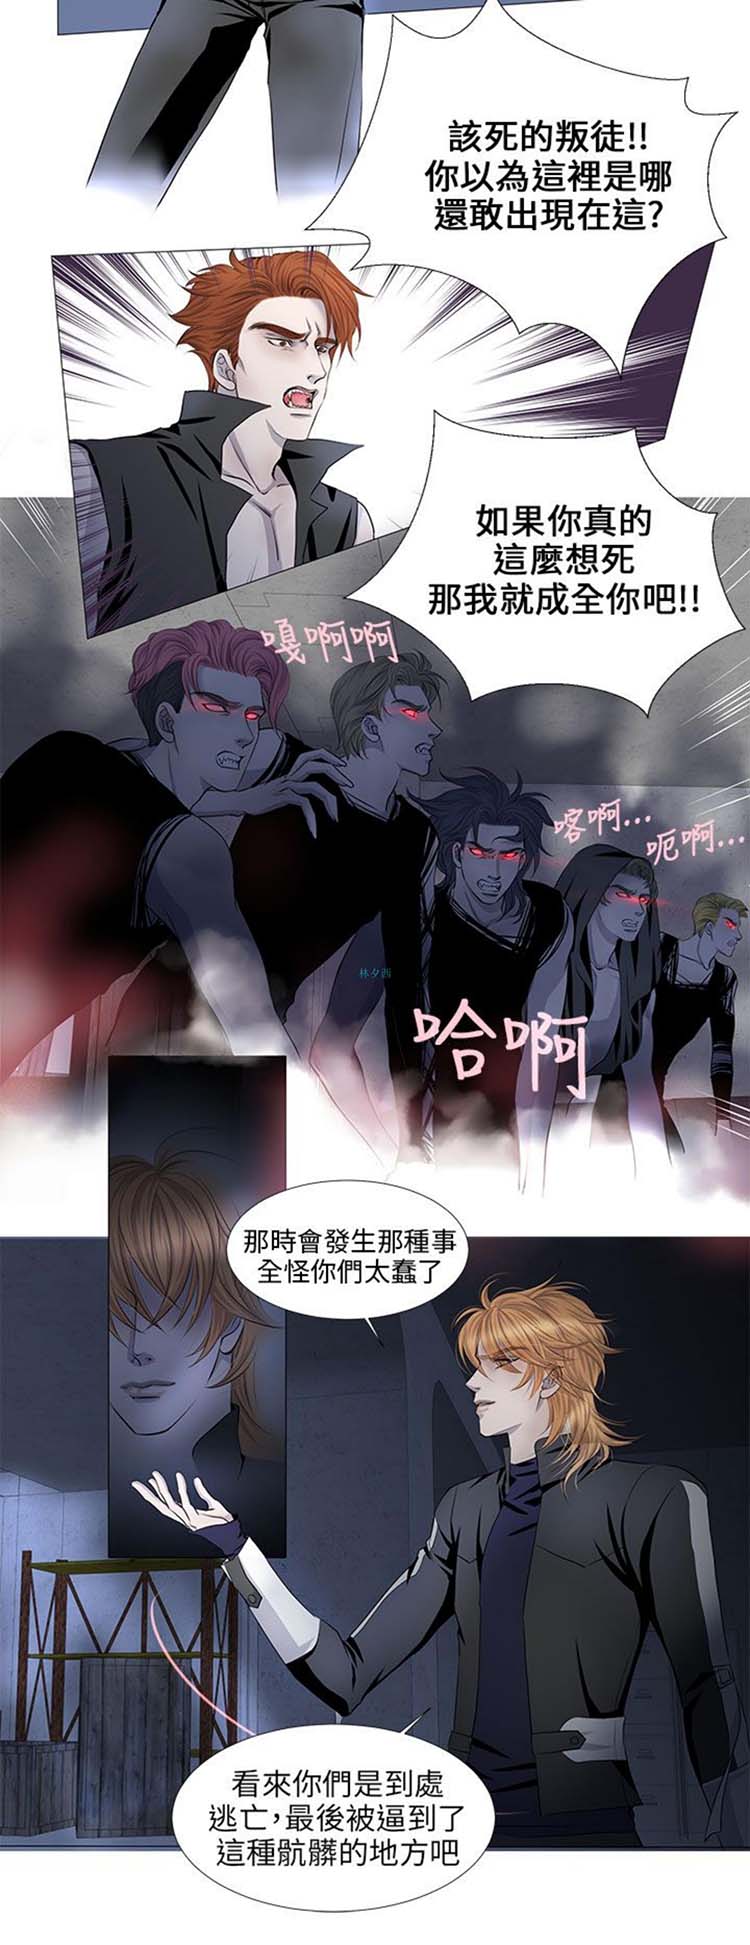 該死的叛徒!!
你以為這裡是哪
還敢出現在這?
如果你真的
這麼想死
那我就成全你吧!!
嘎啊啊
喀啊...
呃啊...
林夕西
哈啊
那時會發生那種事
全怪你們太蠢了
看來你們是到處
逃亡,最後被逼到了
這種骯髒的地方吧